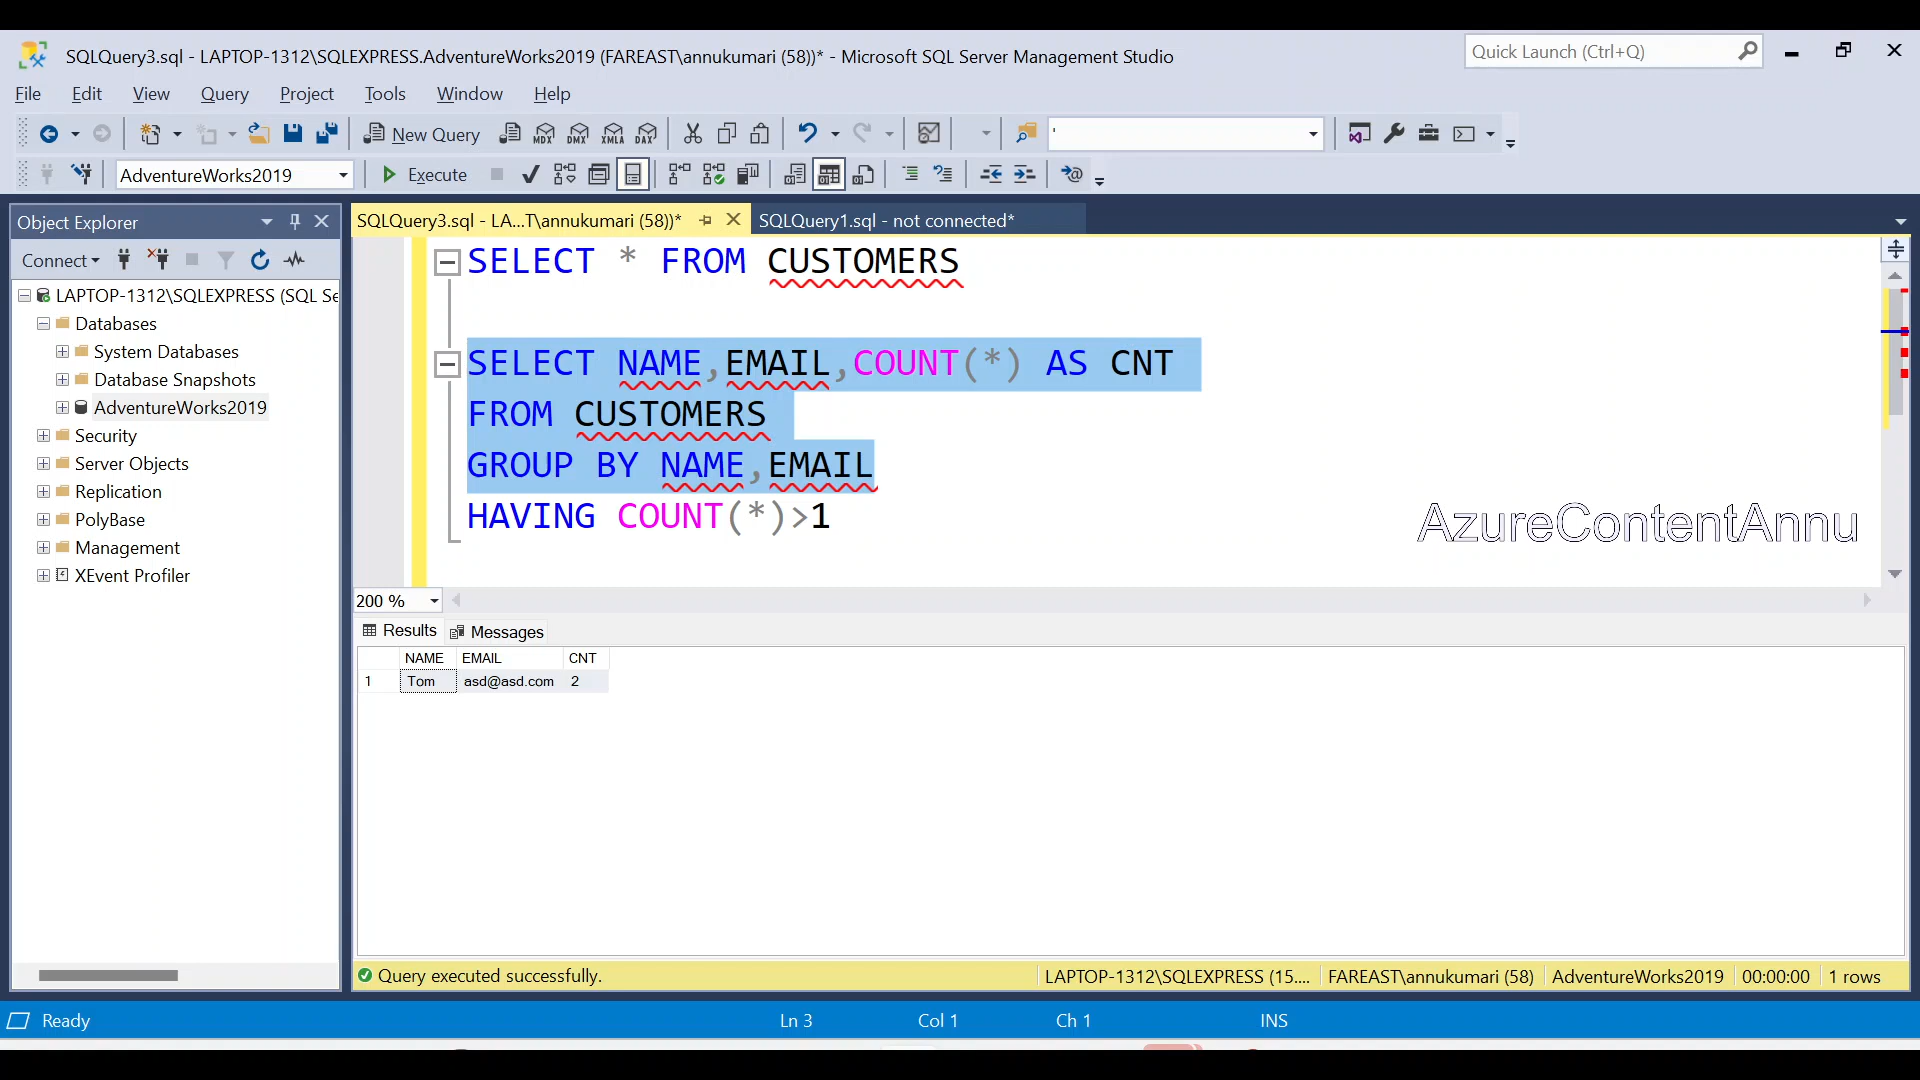 SQLQuery3.sql - LAPTOP-1312\SQLEXPRESS.AdventureWorks2019 (FAREAST\annukumari (58))* - Microsoft SQL Server Management Studio
Quick Launch (Ctrl+Q)
File Edit View Query Project Tools Window Help
New Query MDX DMX XMLA DAX '
AdventureWorks2019 Execute
Object Explorer
SQLQuery3.sql - LA...T\annukumari (58))* SQLQuery1.sql - not connected*
Connect
LAPTOP-1312\SQLEXPRESS (SQL Se
Databases
System Databases
Database Snapshots
AdventureWorks2019
Security
Server Objects
Replication
PolyBase
Management
XEvent Profiler
SELECT * FROM CUSTOMERS
SELECT NAME,EMAIL,COUNT(*) AS CNT
FROM CUSTOMERS
GROUP BY NAME,EMAIL
HAVING COUNT(*)>1
AzureContentAnnu
200 %
Results Messages
NAME EMAIL CNT
1 Tom asd@asd.com 2
Query executed successfully. LAPTOP-1312\SQLEXPRESS (15.... FAREAST\annukumari (58) AdventureWorks2019 00:00:00 1 rows
Ready Ln 3 Col 1 Ch 1 INS